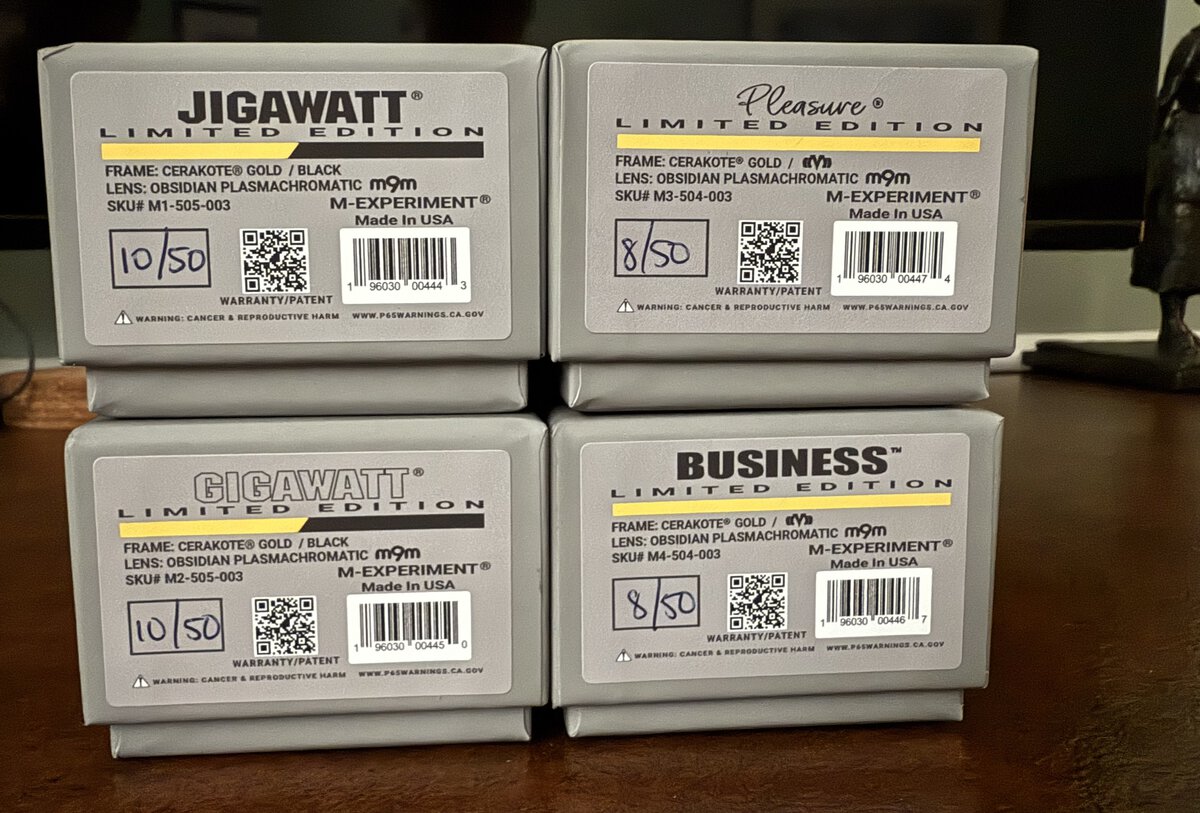 JIGAWATT®
LIMITED EDITION
FRAME: CERAKOTE® GOLD / BLACK
LENS: OBSIDIAN PLASMACHROMATIC m9m
SKU# M1-505-003
M-EXPERIMENT®
Made In USA
10/50
1 96030 00444 3
WARRANTY/PATENT
WARNING: CANCER & REPRODUCTIVE HARM WWW.P65WARNINGS.CA.GOV
Pleasure®
LIMITED EDITION
FRAME: CERAKOTE® GOLD /
LENS: OBSIDIAN PLASMACHROMATIC m9m
SKU# M3-504-003
M-EXPERIMENT®
Made In USA
8/50
1 96030 00447 4
WARRANTY/PATENT
WARNING: CANCER & REPRODUCTIVE HARM WWW.P65WARNINGS.CA.GOV
GIGAWATT®
LIMITED EDITION
FRAME: CERAKOTE® GOLD / BLACK
LENS: OBSIDIAN PLASMACHROMATIC m9m
SKU# M2-505-003
M-EXPERIMENT®
Made In USA
10/50
1 96030 00445 0
WARRANTY/PATENT
WARNING: CANCER & REPRODUCTIVE HARM WWW.P65WARNINGS.CA.GOV
BUSINESS™
LIMITED EDITION
FRAME: CERAKOTE® GOLD /
LENS: OBSIDIAN PLASMACHROMATIC m9m
SKU# M4-504-003
M-EXPERIMENT®
Made In USA
8/50
1 96030 00446 7
WARRANTY/PATENT
WARNING: CANCER & REPRODUCTIVE HARM WWW.P65WARNINGS.CA.GOV